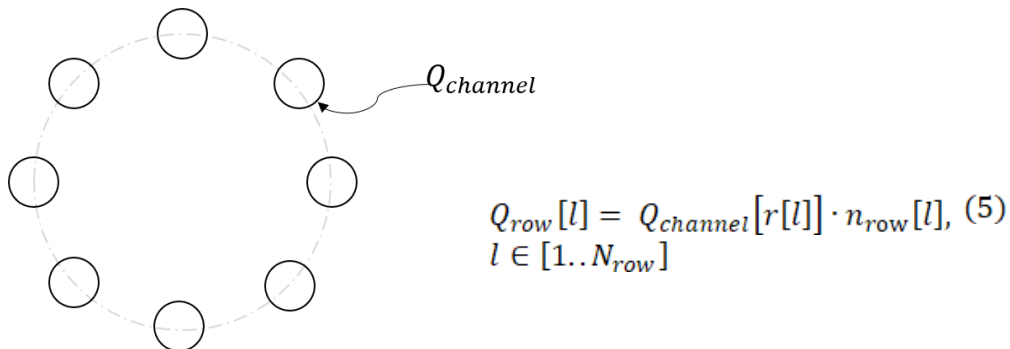 Q_channel
Q_row[l] = Q_channel[r[l]] · n_row[l], (5)
l ∈ [1..N_row]